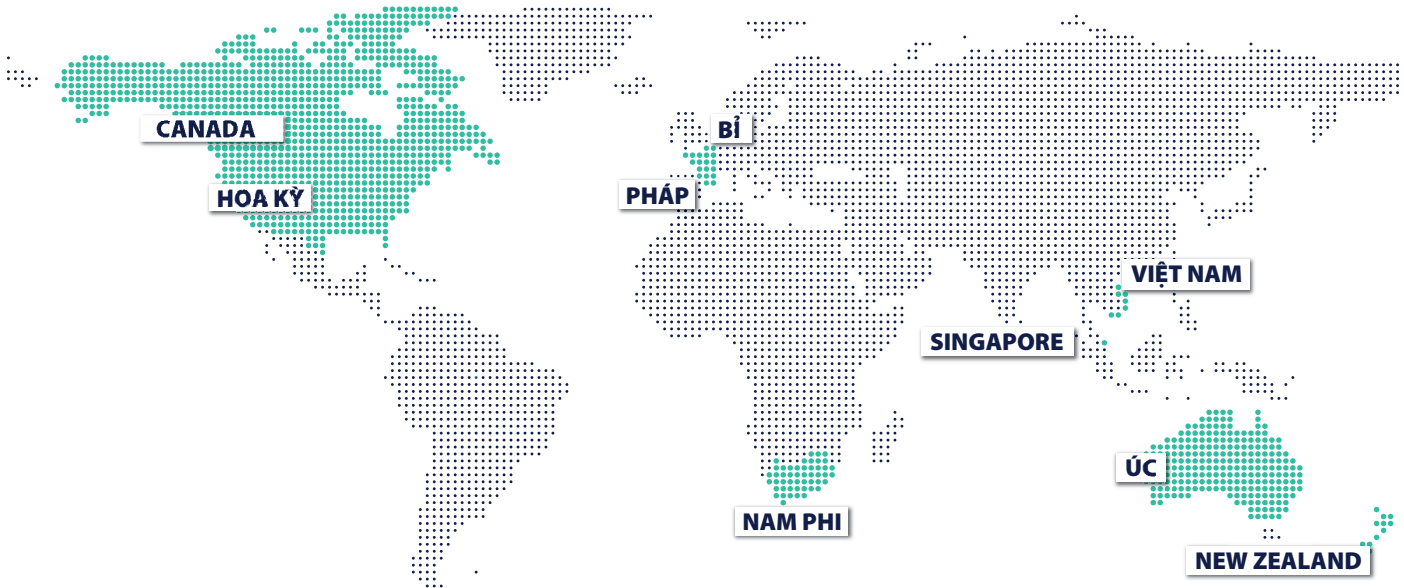 CANADA
BỈ
HOA KỲ
PHÁP
VIỆT NAM
SINGAPORE
ÚC
NAM PHI
NEW ZEALAND